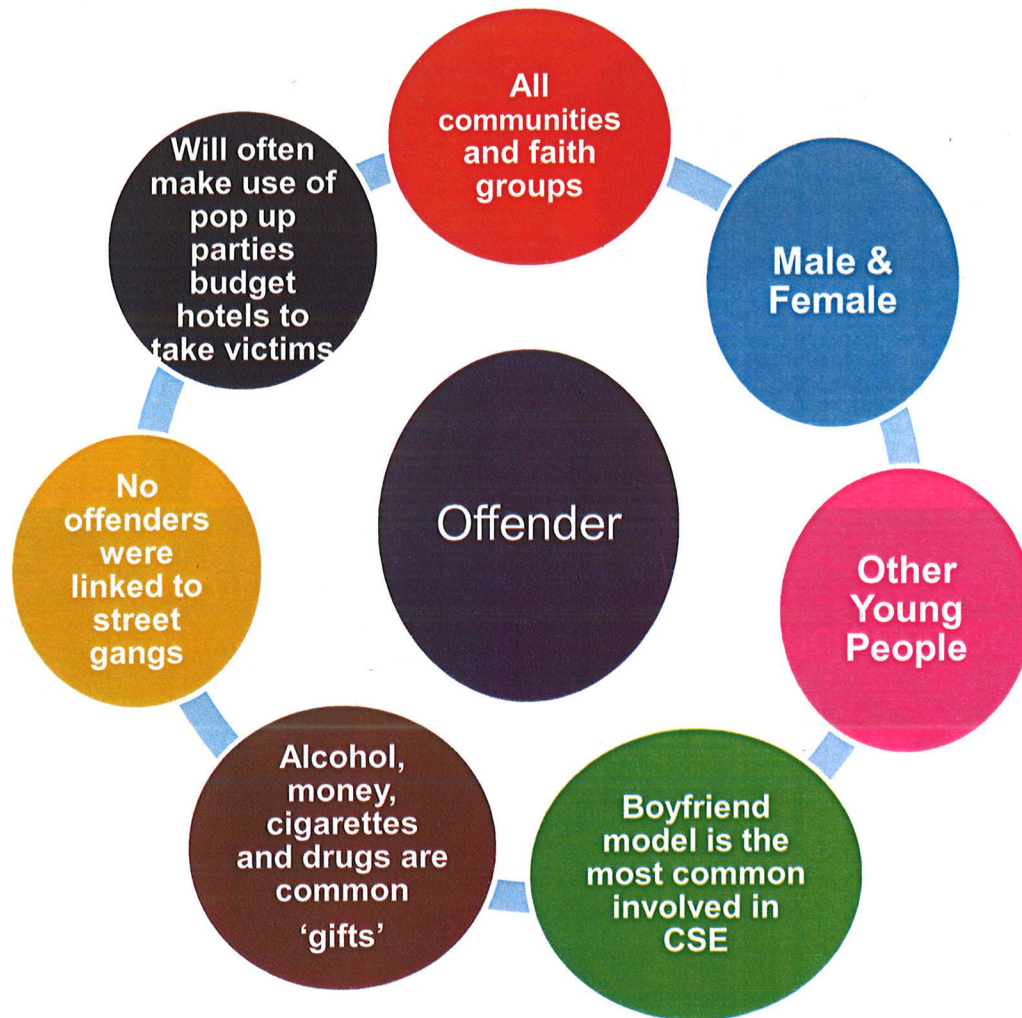 All
communities
and faith
groups
Male &
Female
Other
Young
People
Boyfriend
model is the
most common
involved in
CSE
Alcohol,
money,
cigarettes
and drugs are
common
‘gifts’
No
offenders
were
linked to
street
gangs
Will often
make use of
pop up
parties
budget
hotels to
take victims
Offender